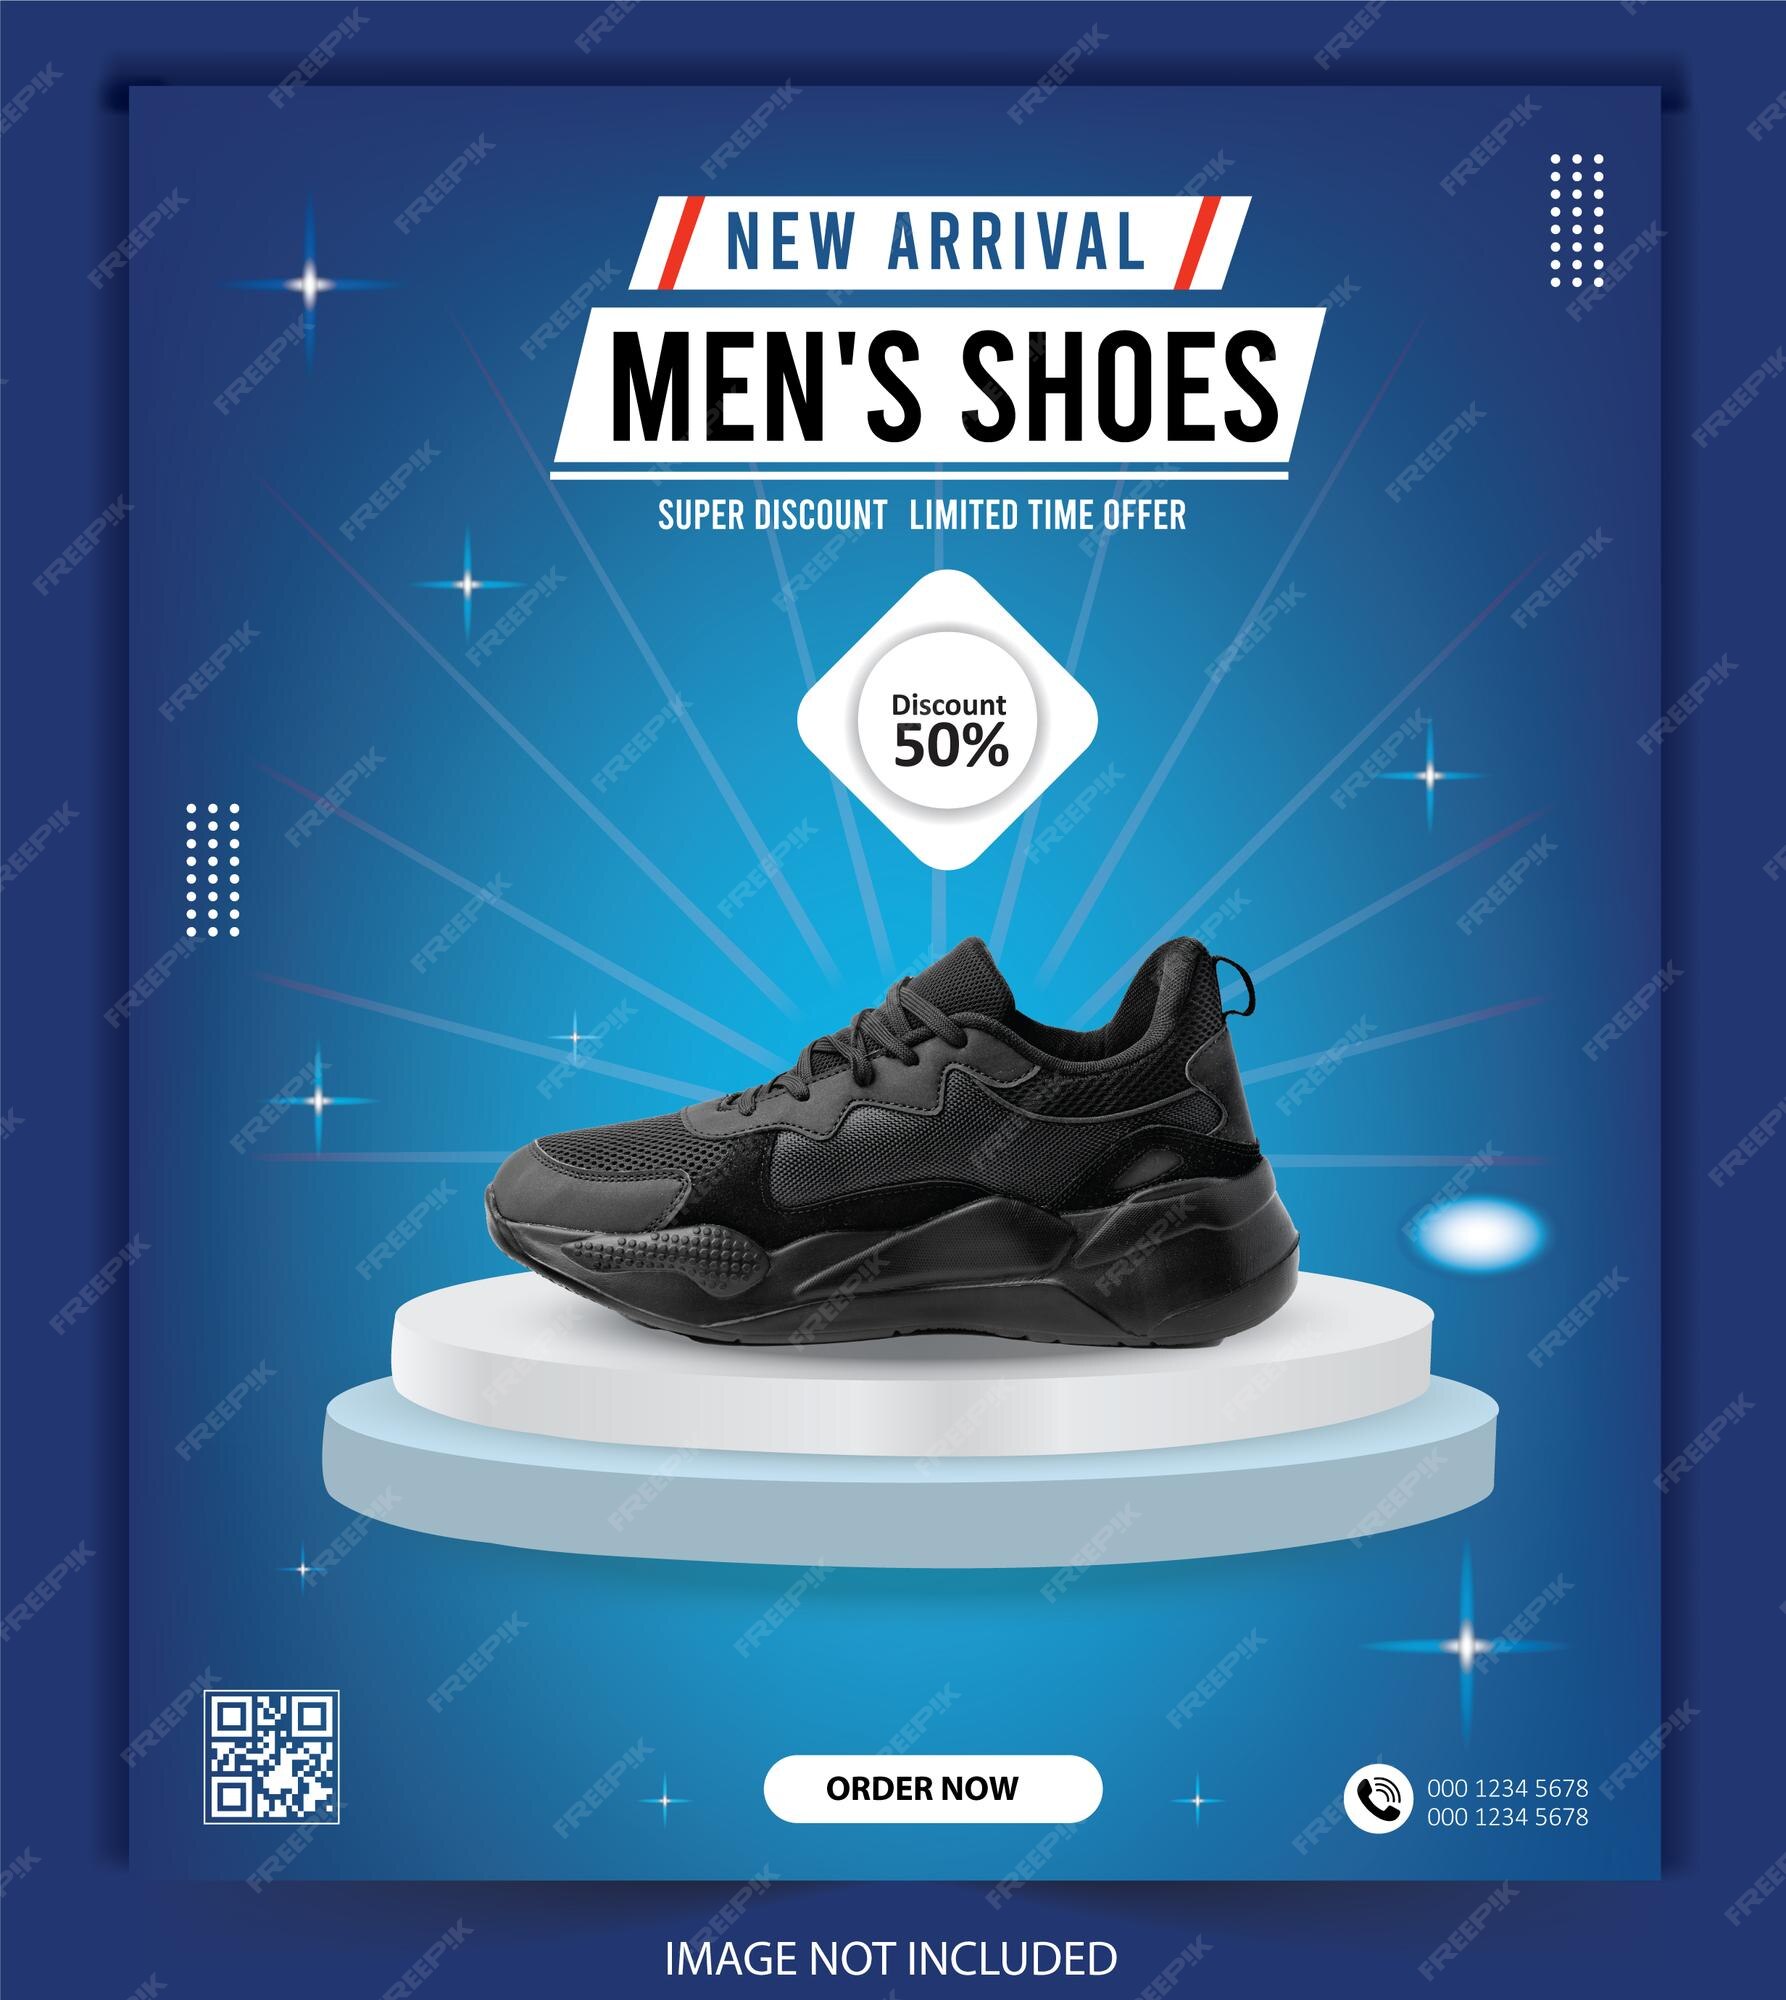 NEW ARRIVAL
MEN'S SHOES
SUPER DISCOUNT LIMITED TIME OFFER
Discount
50%
ORDER NOW
000 1234 5678
000 1234 5678
IMAGE NOT INCLUDED
FREEPIK